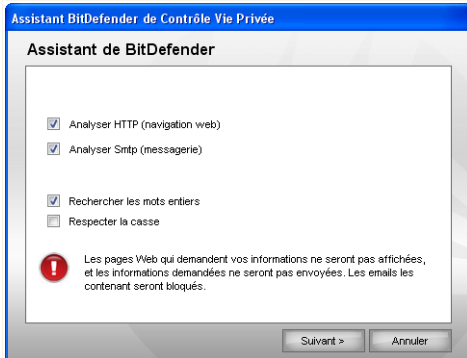 Assistant BitDefender de Contrôle Vie Privée
Assistant de BitDefender
Analyser HTTP (navigation web)
Analyser Smtp (messagerie)
Rechercher les mots entiers
Respecter la casse
Les pages Web qui demandent vos informations ne seront pas affichées,
et les informations demandées ne seront pas envoyées. Les emails les
contenant seront bloqués.
Suivant > Annuler